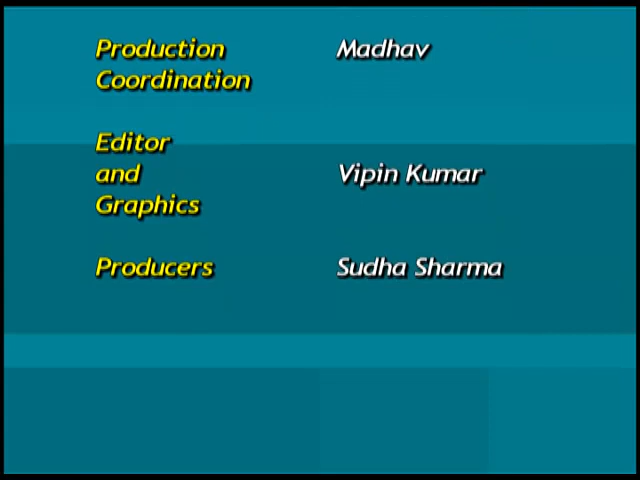 Production Madhav
Coordination
Editor
and Vipin Kumar
Graphics
Producers Sudha Sharma